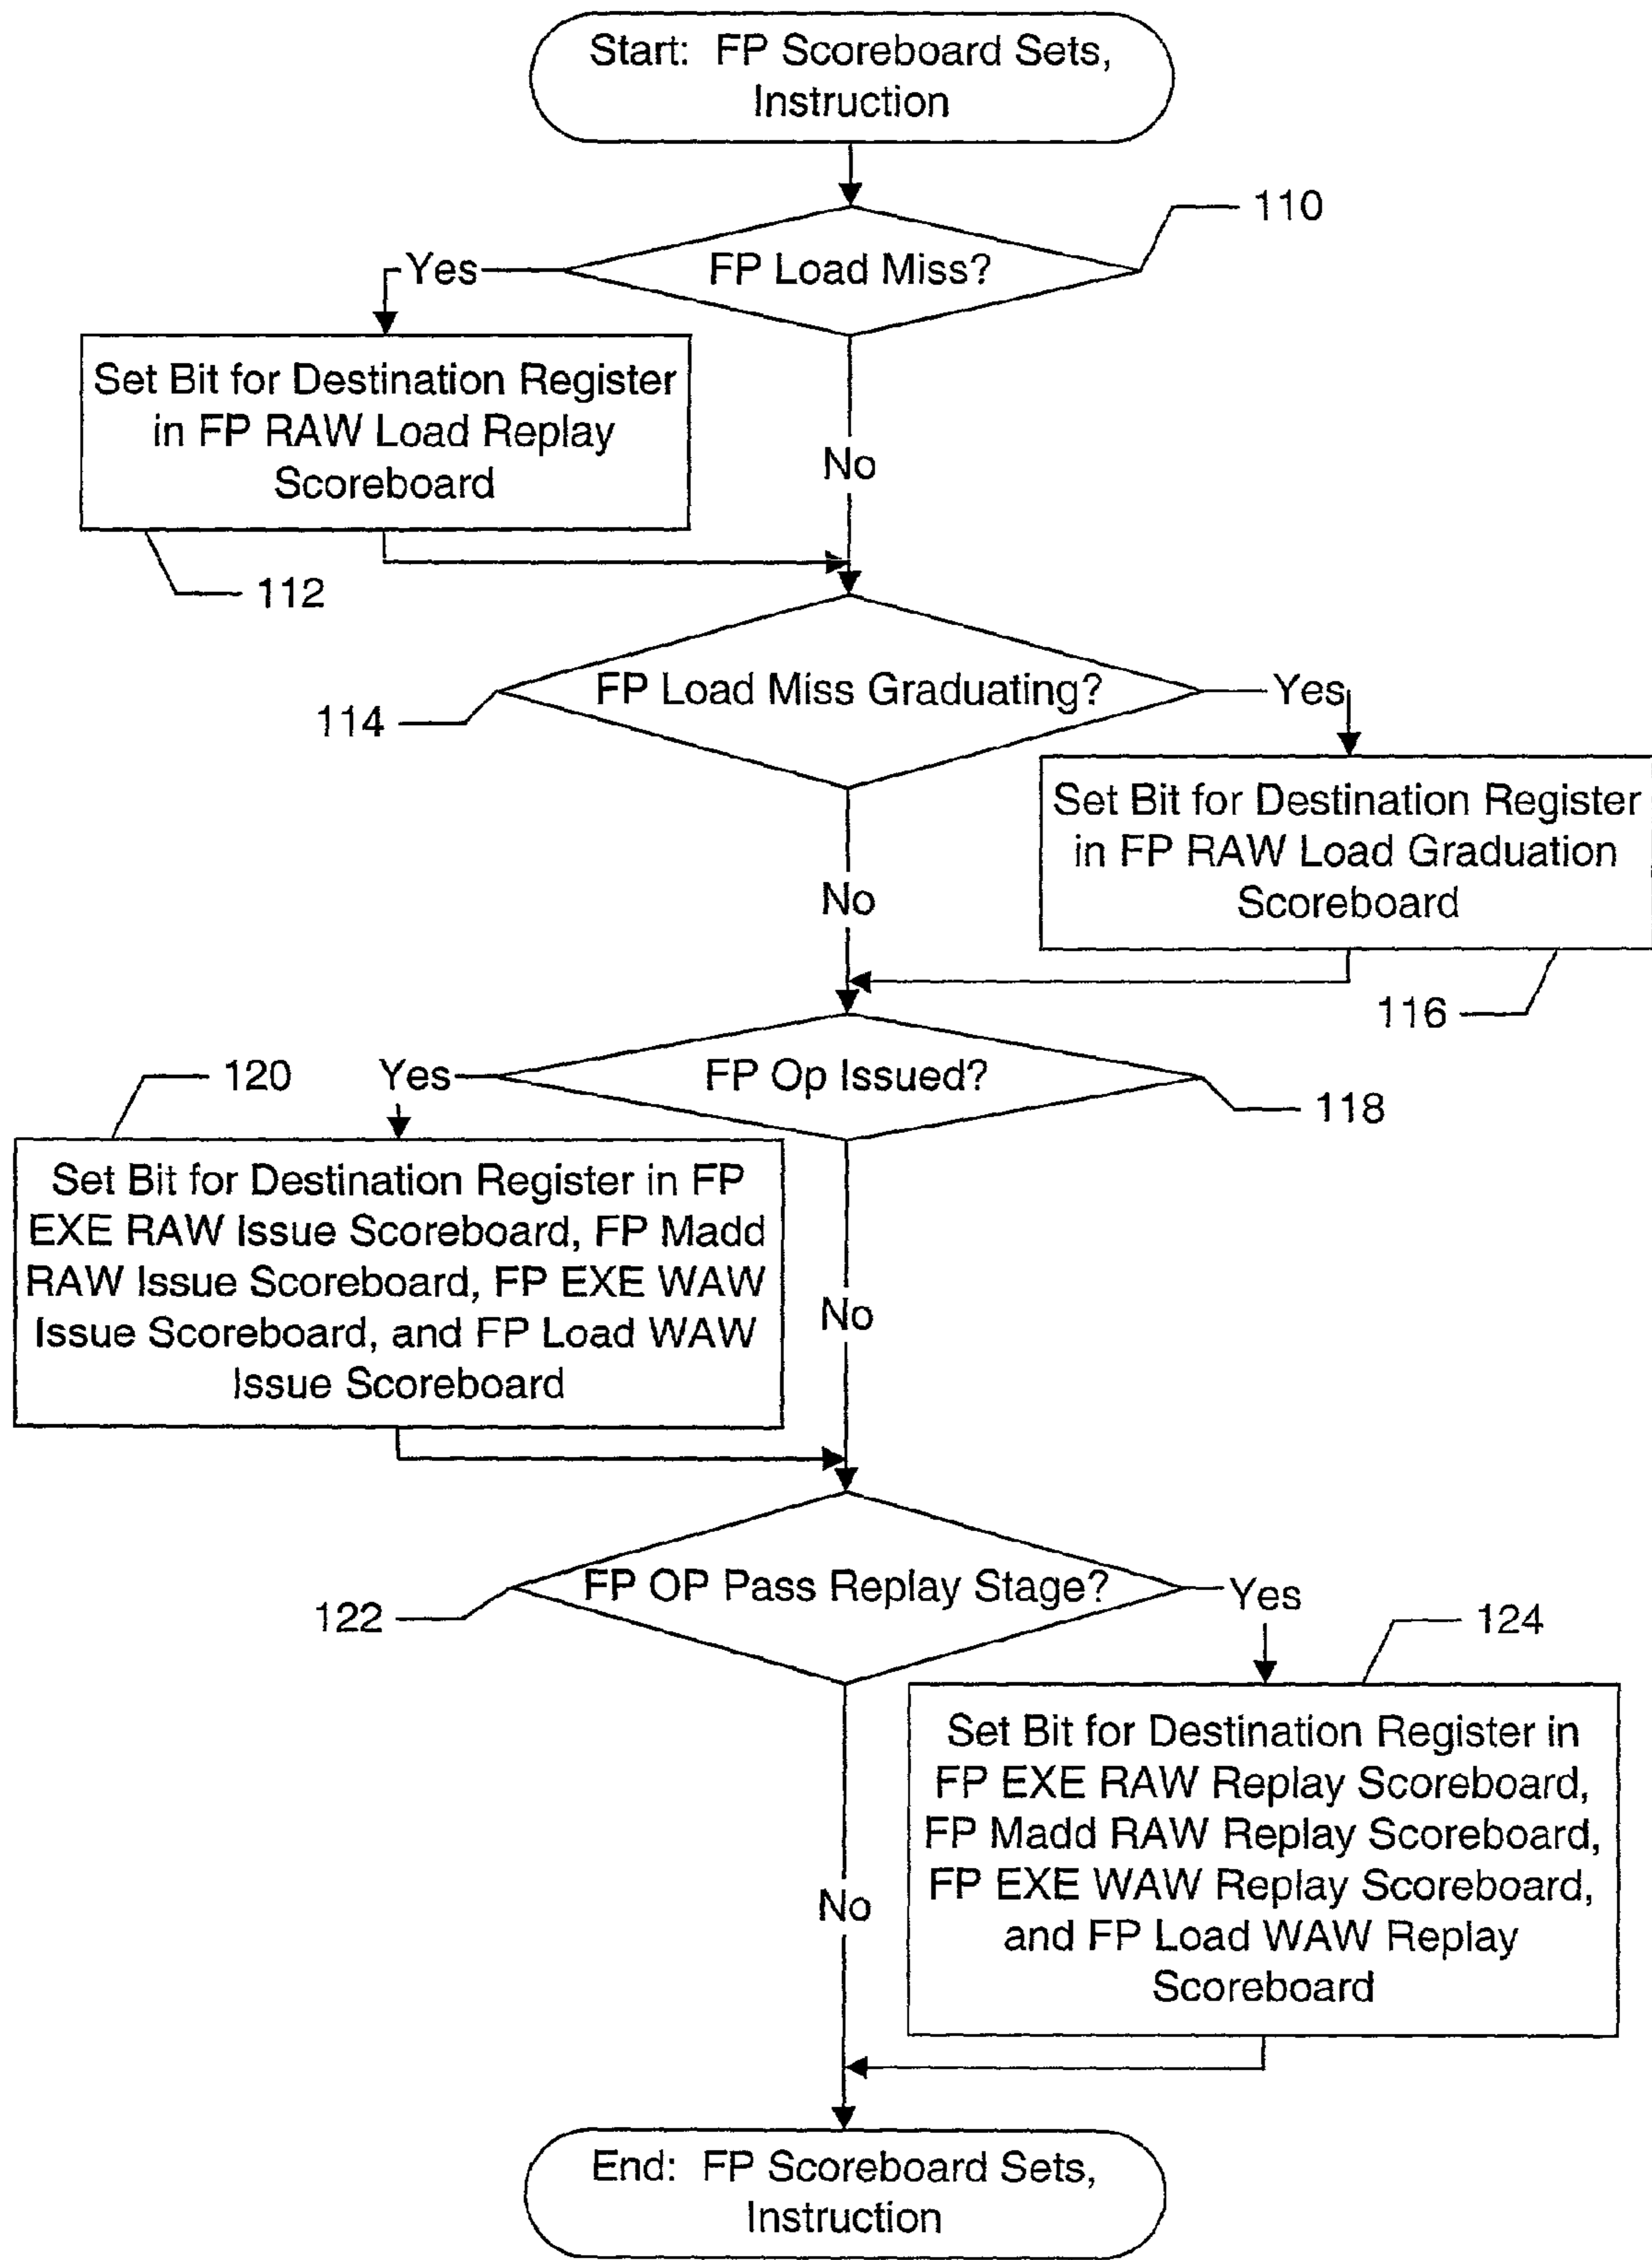 Start: FP Scoreboard Sets,
Instruction
110
FP Load Miss?
Yes
Set Bit for Destination Register
in FP RAW Load Replay
Scoreboard
No
112
FP Load Miss Graduating?
Yes
114
Set Bit for Destination Register
in FP RAW Load Graduation
Scoreboard
No
116
FP Op Issued?
120
Yes
118
Set Bit for Destination Register in FP
EXE RAW Issue Scoreboard, FP Madd
RAW Issue Scoreboard, FP EXE WAW
Issue Scoreboard, and FP Load WAW
Issue Scoreboard
No
FP OP Pass Replay Stage?
Yes
122
124
Set Bit for Destination Register in
FP EXE RAW Replay Scoreboard,
FP Madd RAW Replay Scoreboard,
FP EXE WAW Replay Scoreboard,
and FP Load WAW Replay
Scoreboard
No
End: FP Scoreboard Sets,
Instruction